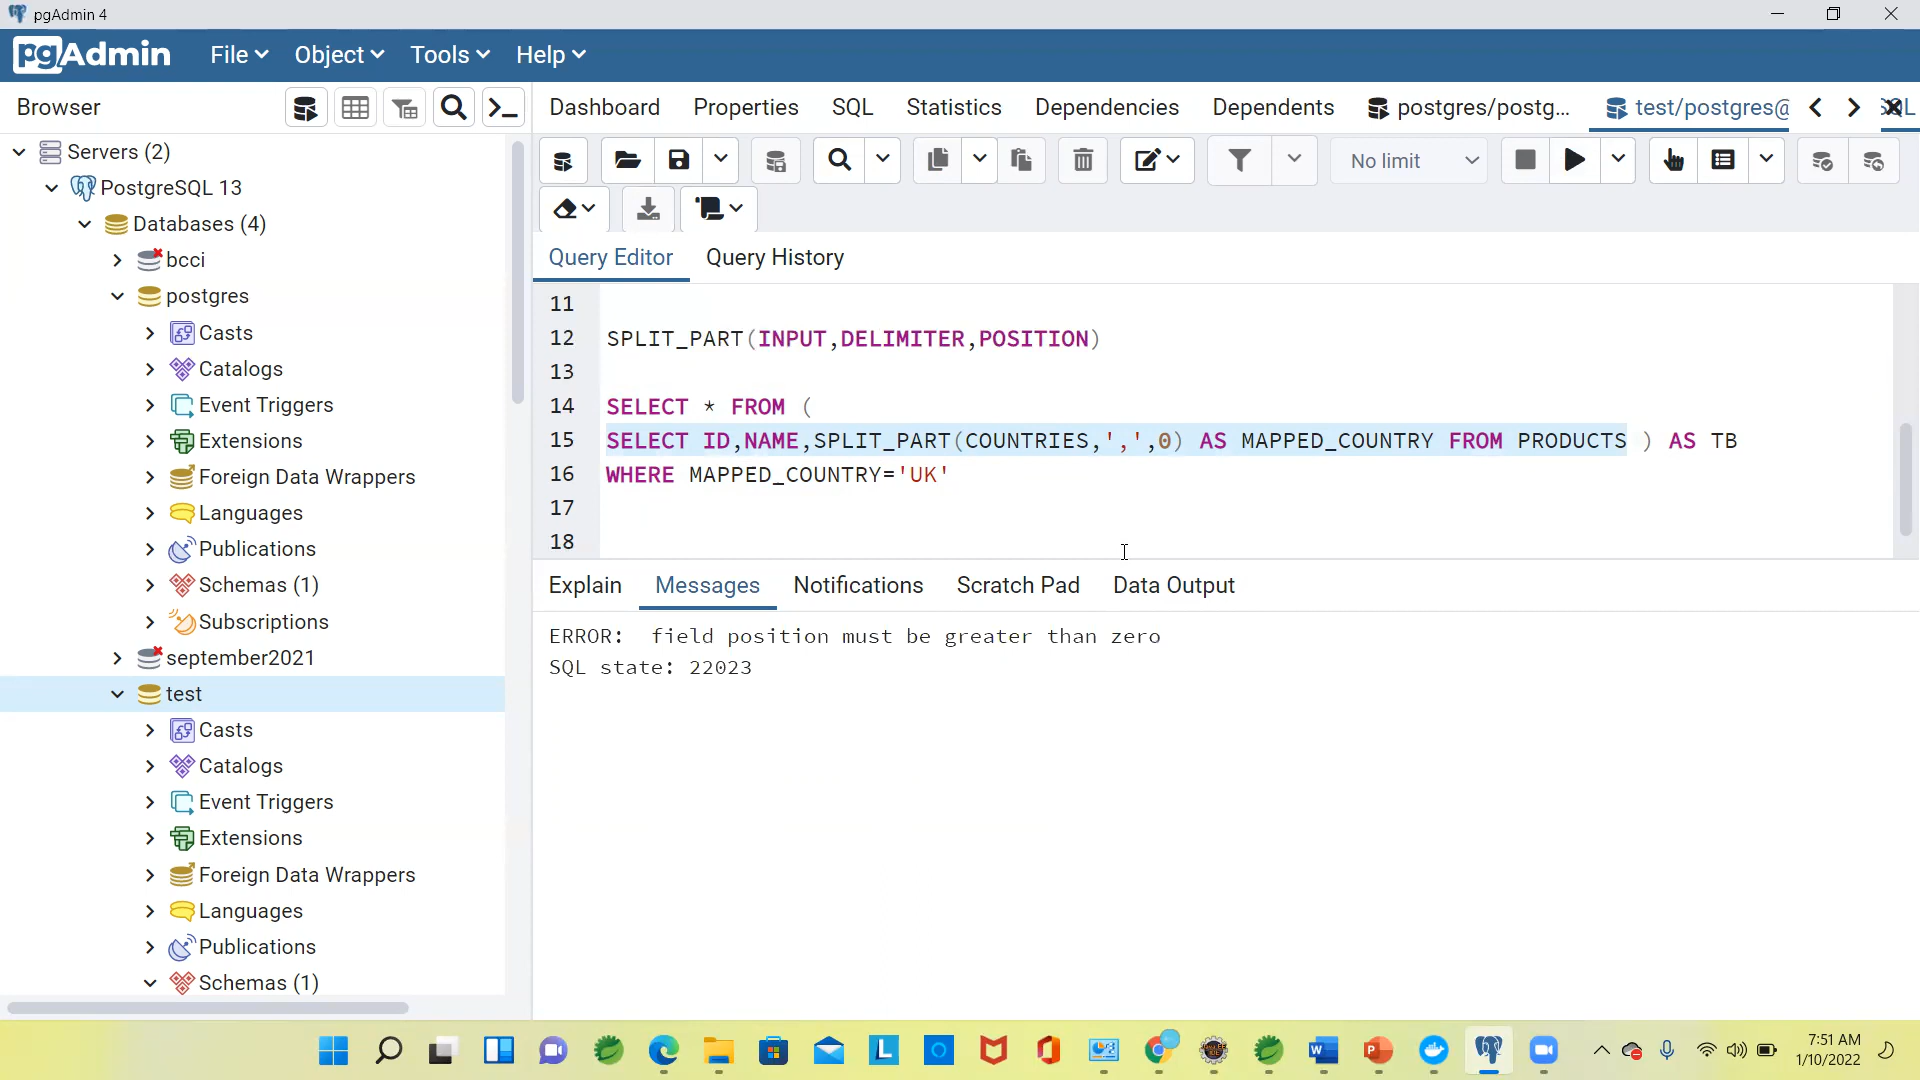 pgAdmin 4
pgAdmin File Object Tools Help
Browser
Dashboard Properties SQL Statistics Dependencies Dependents postgres/postg... test/postgres@
Servers (2)
PostgreSQL 13
Databases (4)
bcci
postgres
Casts
Catalogs
Event Triggers
Extensions
Foreign Data Wrappers
Languages
Publications
Schemas (1)
Subscriptions
september2021
test
Casts
Catalogs
Event Triggers
Extensions
Foreign Data Wrappers
Languages
Publications
Schemas (1)
No limit
Query Editor Query History
11
12 SPLIT_PART(INPUT,DELIMITER,POSITION)
13
14 SELECT * FROM (
15 SELECT ID,NAME,SPLIT_PART(COUNTRIES,',',0) AS MAPPED_COUNTRY FROM PRODUCTS ) AS TB
16 WHERE MAPPED_COUNTRY='UK'
17
18
Explain Messages Notifications Scratch Pad Data Output
ERROR: field position must be greater than zero
SQL state: 22023
7:51 AM
1/10/2022